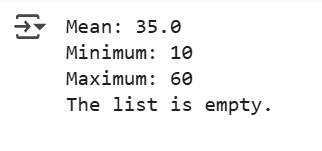 Mean: 35.0
Minimum: 10
Maximum: 60
The list is empty.